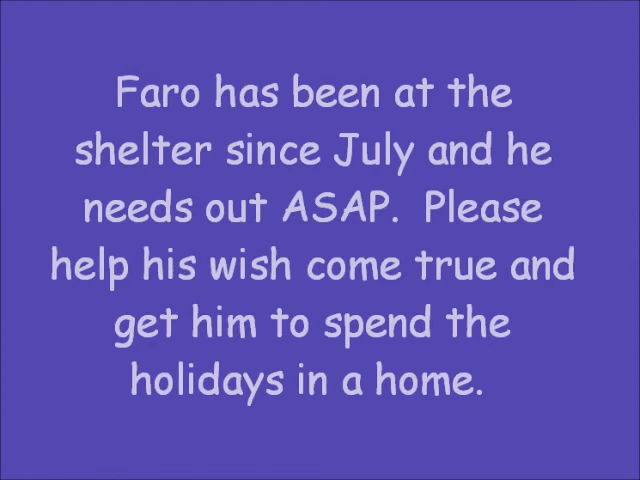 Faro has been at the
shelter since July and he
needs out ASAP.  Please
help his wish come true and
get him to spend the
holidays in a home.